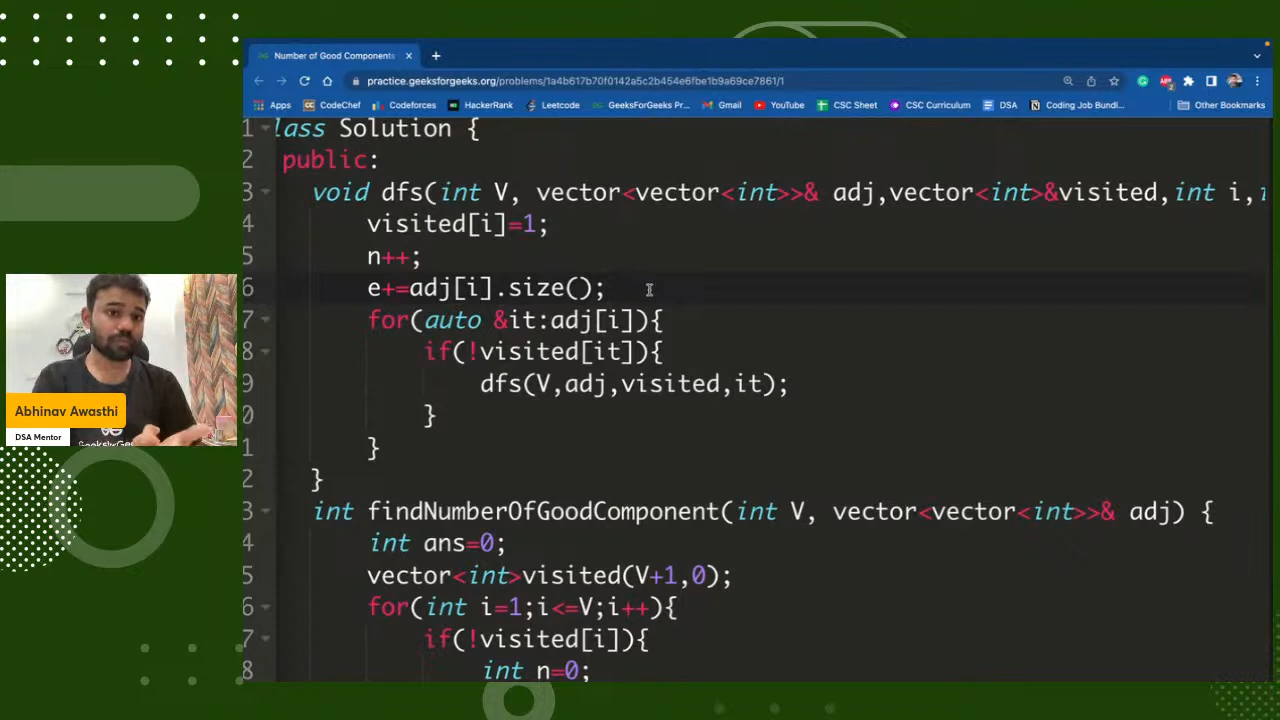 Number of Good Components
practice.geeksforgeeks.org/problems/1a4b617b70f0142a5c2b454e6fbe1b9a69ce7861/1
Apps CodeChef Codeforces HackerRank Leetcode GeeksForGeeks Pr... Gmail YouTube CSC Sheet CSC Curriculum DSA Coding Job Bundl... Other Bookmarks
1 lass Solution {
2 public:
3 void dfs(int V, vector<vector<int>>& adj,vector<int>&visited,int i,
4 visited[i]=1;
5 n++;
6 e+=adj[i].size();
7 for(auto &it:adj[i]){
8 if(!visited[it]){
9 dfs(V,adj,visited,it);
0 }
1 }
2 }
3 int findNumberOfGoodComponent(int V, vector<vector<int>>& adj) {
4 int ans=0;
5 vector<int>visited(V+1,0);
6 for(int i=1;i<=V;i++){
7 if(!visited[i]){
8 int n=0;
Abhinav Awasthi
DSA Mentor